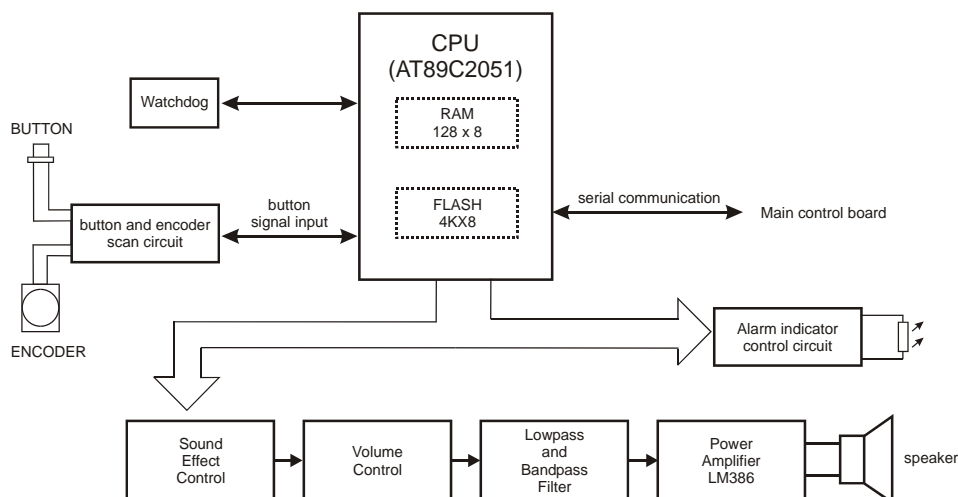 CPU
(AT89C2051)
RAM
128 x 8
FLASH
4KX8
Watchdog
BUTTON
button and encoder
scan circuit
button
signal input
ENCODER
serial communication
Main control board
Alarm indicator
control circuit
Sound
Effect
Control
Volume
Control
Lowpass
and
Bandpass
Filter
Power
Amplifier
LM386
speaker